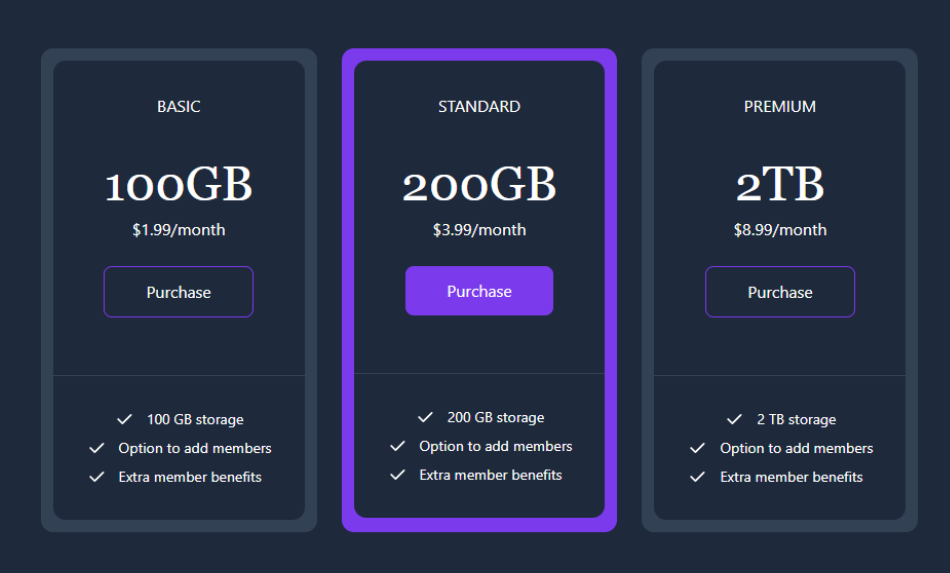 BASIC
100GB
$1.99/month
Purchase
100 GB storage
Option to add members
Extra member benefits
STANDARD
200GB
$3.99/month
Purchase
200 GB storage
Option to add members
Extra member benefits
PREMIUM
2TB
$8.99/month
Purchase
2 TB storage
Option to add members
Extra member benefits